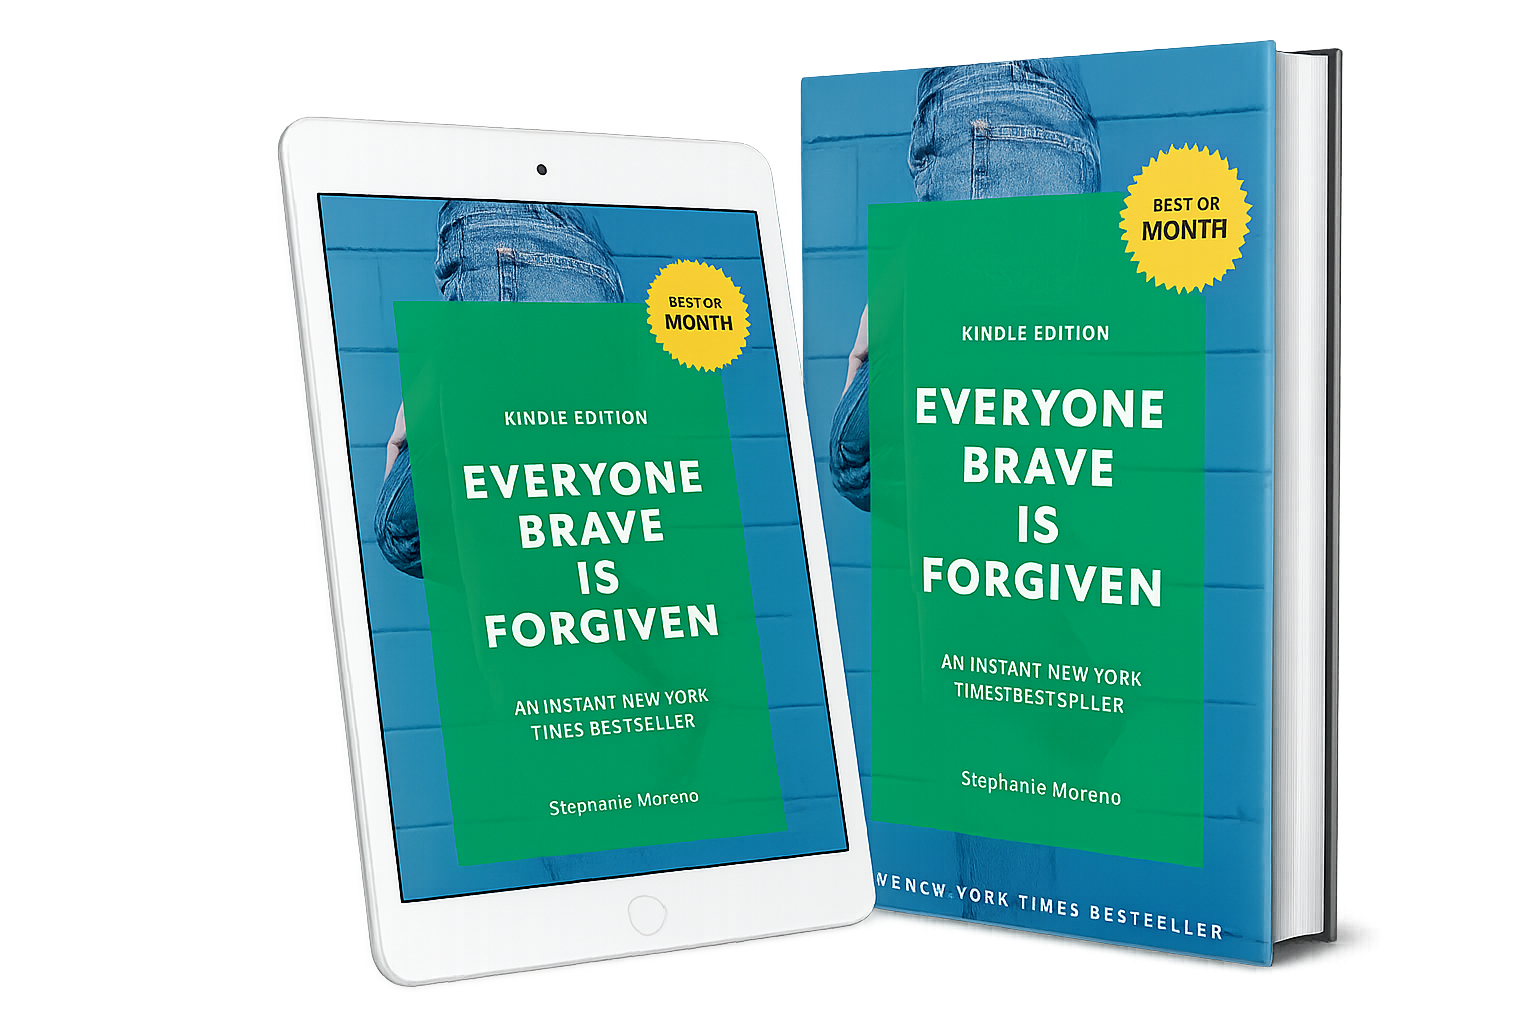 BEST OR
MONTH
KINDLE EDITION
EVERYONE
BRAVE
IS
FORGIVEN
AN INSTANT NEW YORK
TINES BESTSELLER
Stepnanie Moreno
BEST OR
MONTH
KINDLE EDITION
EVERYONE
BRAVE
IS
FORGIVEN
AN INSTANT NEW YORK
TIMESTBESTSPLLER
Stephanie Moreno
WENCW YORK TIMES BESTEELLER